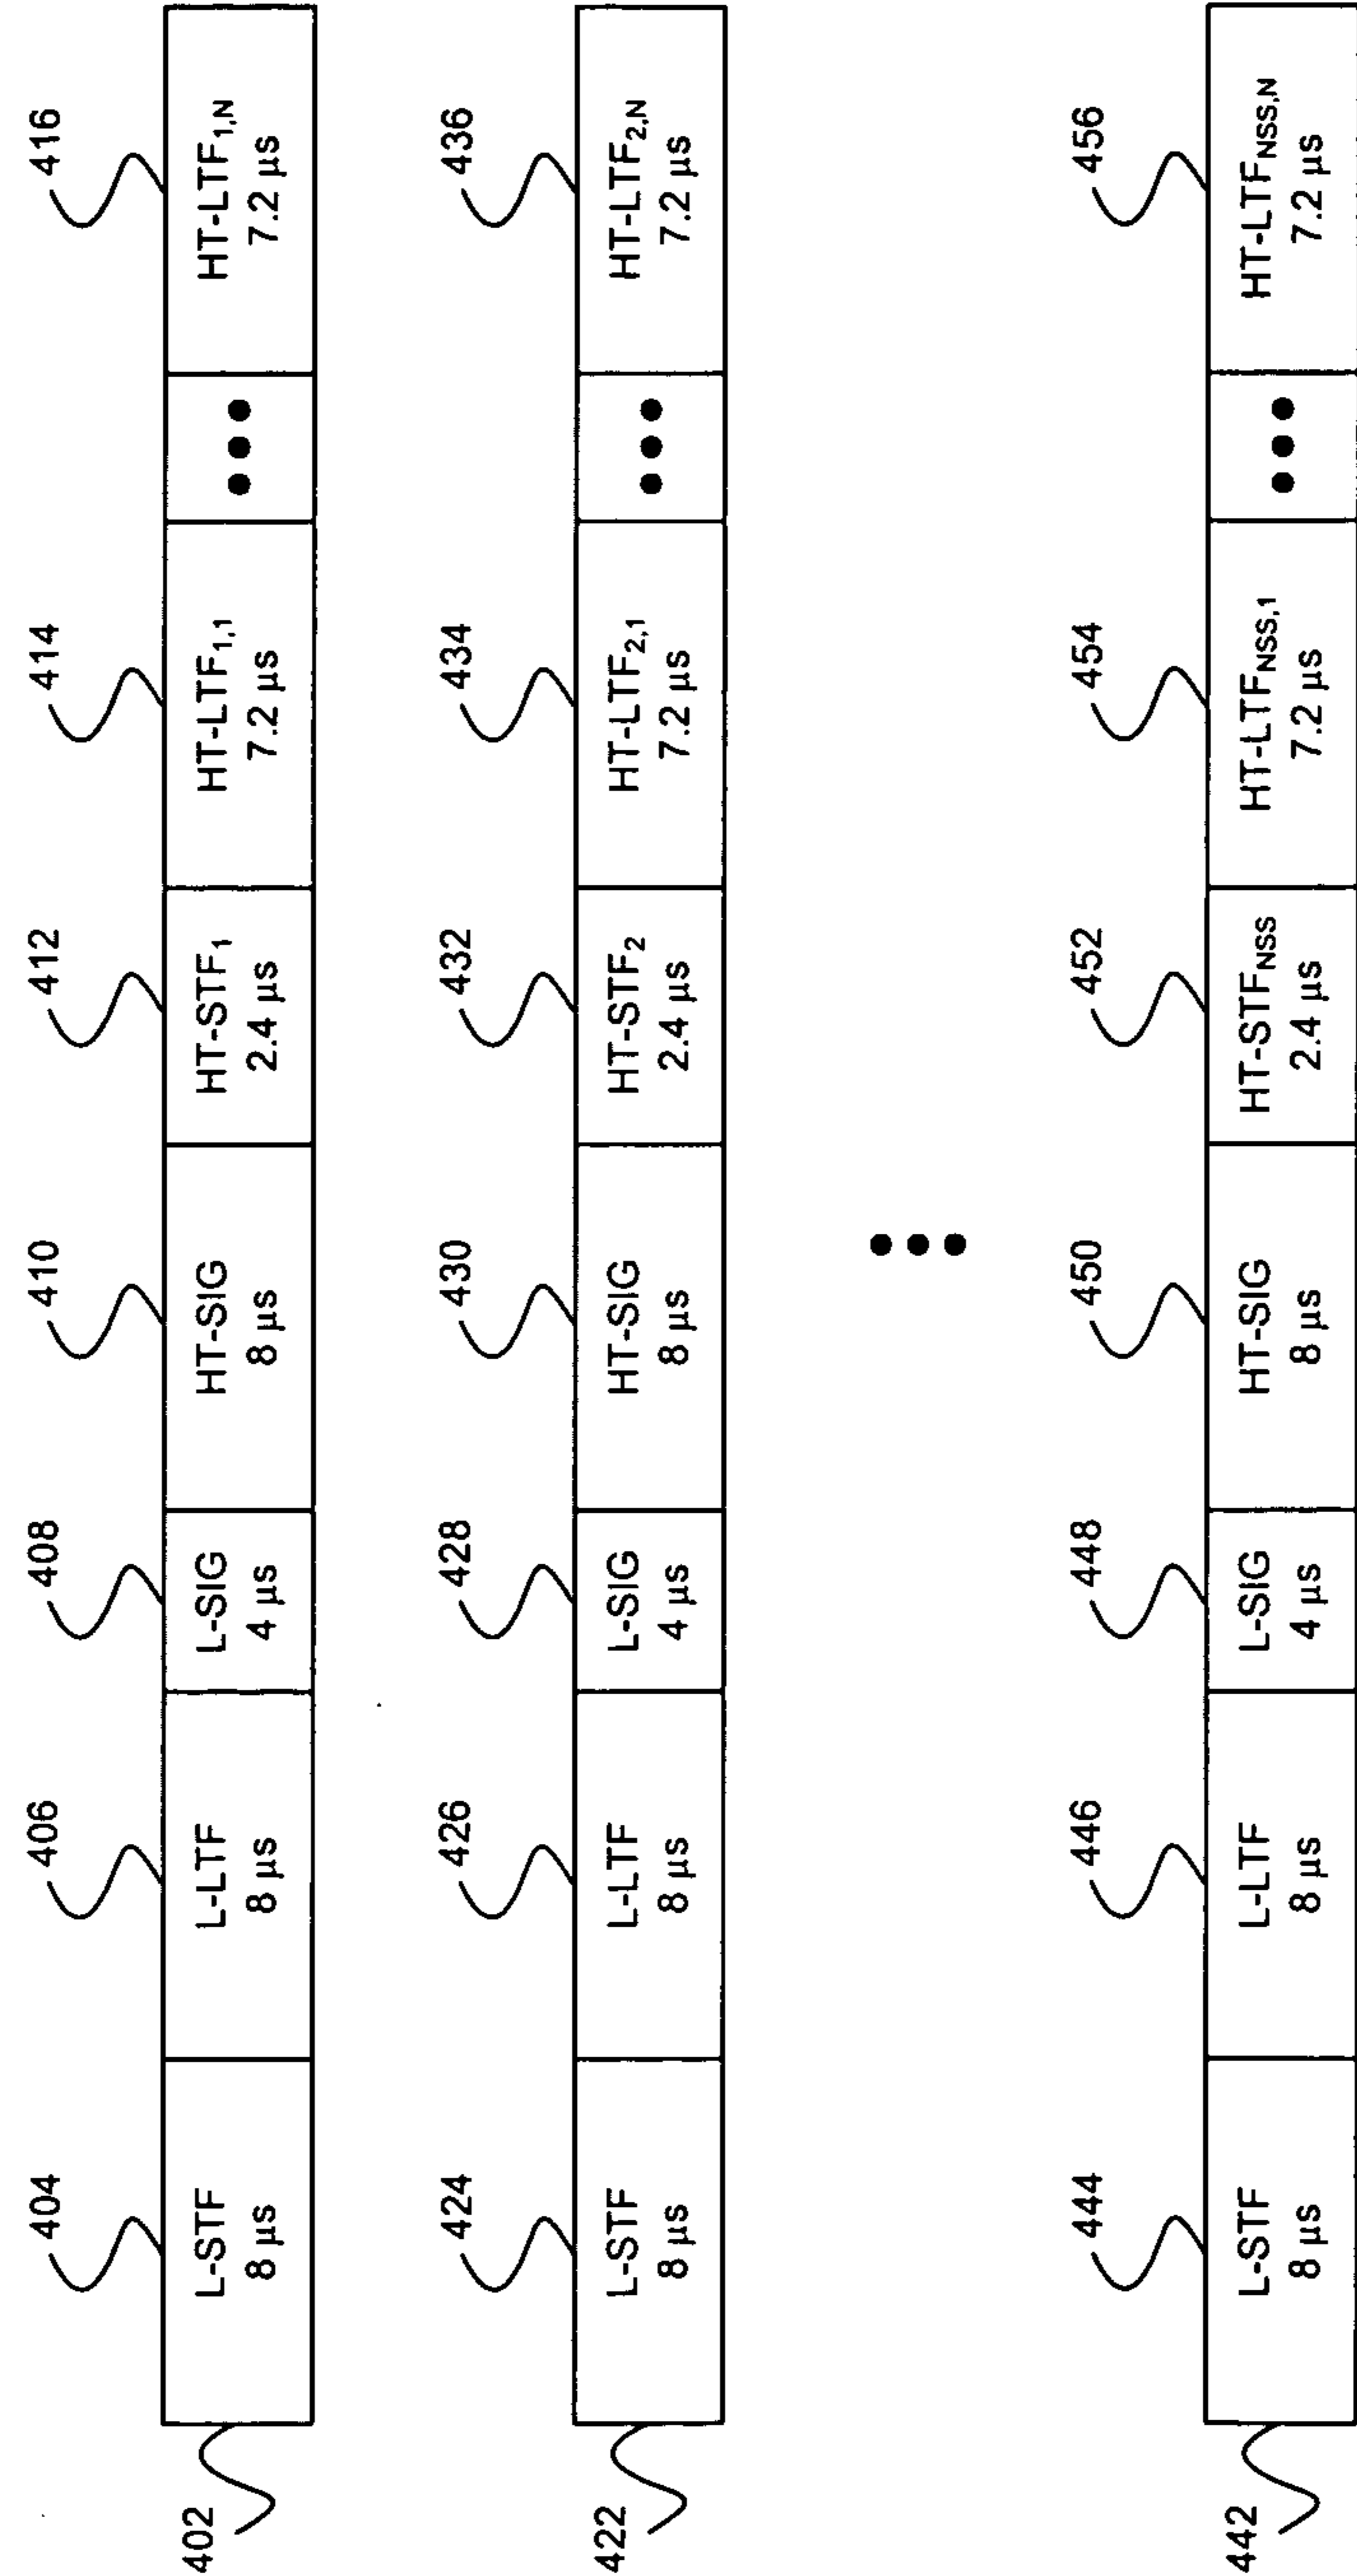 404 406 408 410 412 414 416
L-STF L-LTF L-SIG HT-SIG HT-STF1 HT-LTF1,1 HT-LTF1,N
8 µs 8 µs 4 µs 8 µs 2.4 µs 7.2 µs ••• 7.2 µs
402
424 426 428 430 432 434 436
L-STF L-LTF L-SIG HT-SIG HT-STF2 HT-LTF2,1 HT-LTF2,N
8 µs 8 µs 4 µs 8 µs 2.4 µs 7.2 µs ••• 7.2 µs
422
•••
444 446 448 450 452 454 456
L-STF L-LTF L-SIG HT-SIG HT-STFNSS HT-LTFNSS,1 HT-LTFNSS,N
8 µs 8 µs 4 µs 8 µs 2.4 µs 7.2 µs ••• 7.2 µs
442